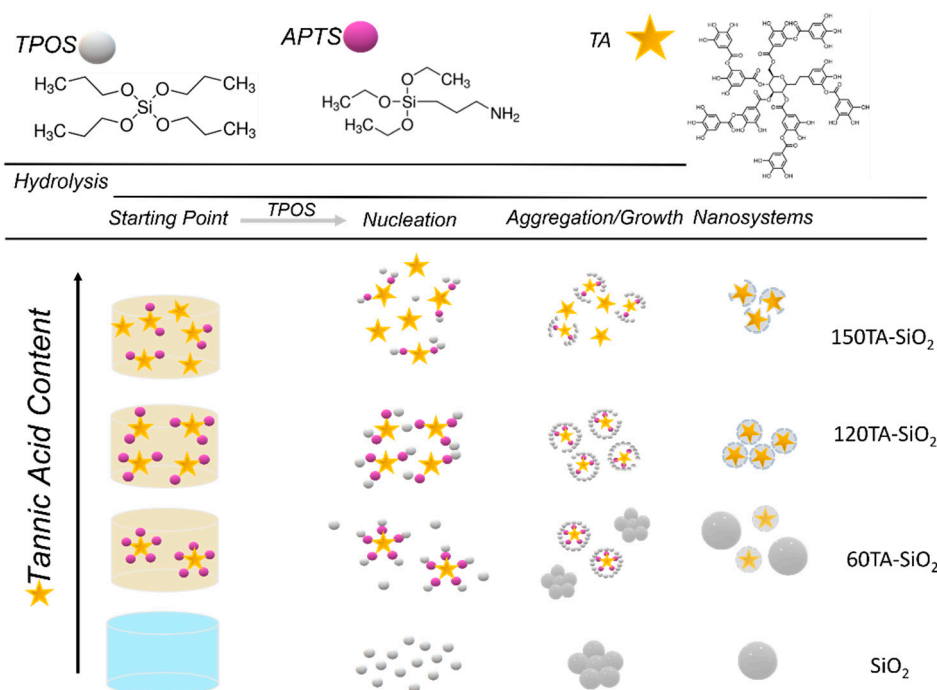 TPOS
APTS
TA
H3C O O CH3
Si
H3C O O CH3
O CH3
H3C O Si NH2
O
CH3
Hydrolysis
TPOS
Starting Point Nucleation Aggregation/Growth Nanosystems
Tannic Acid Content
150TA-SiO2
120TA-SiO2
60TA-SiO2
SiO2